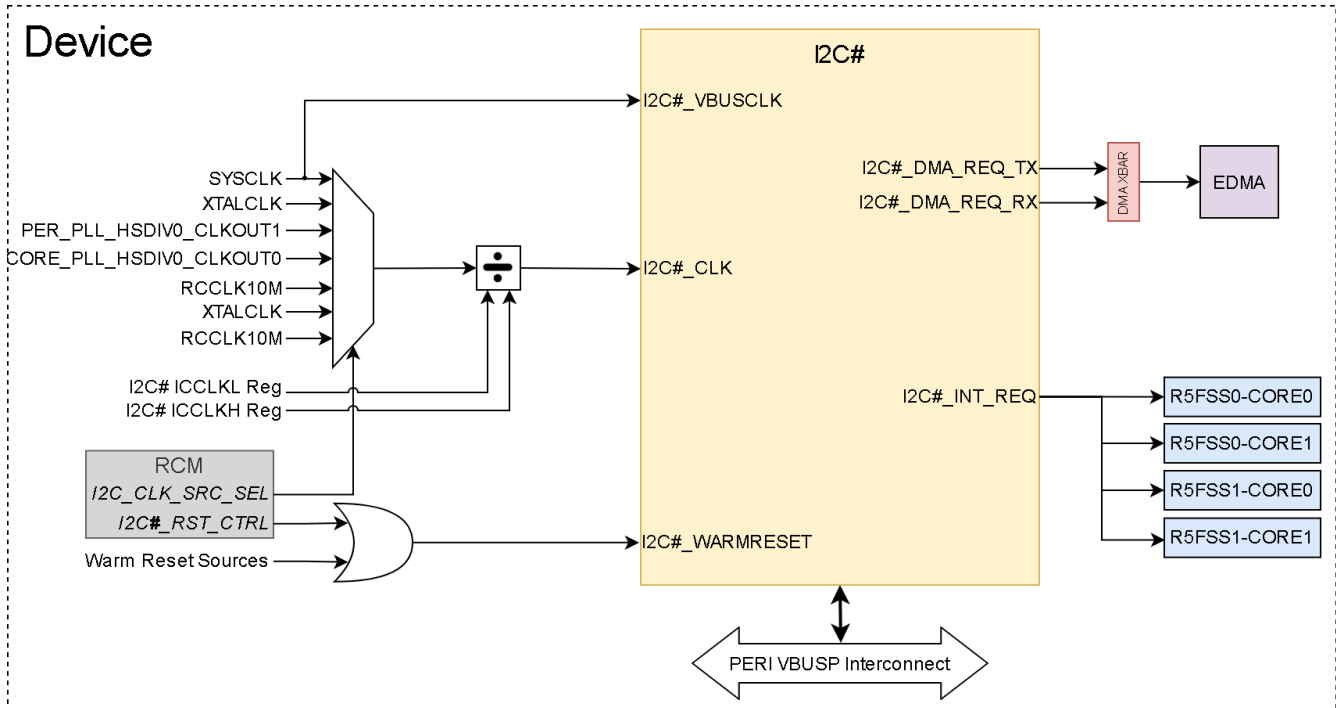 Device
I2C#
I2C#_VBUSCLK
SYSCLK
XTALCLK
PER_PLL_HSDIV0_CLKOUT1
CORE_PLL_HSDIV0_CLKOUT0
RCCLK10M
XTALCLK
RCCLK10M
I2C#_CLK
I2C# ICCLKL Reg
I2C# ICCLKH Reg
RCM
I2C_CLK_SRC_SEL
I2C#_RST_CTRL
Warm Reset Sources
I2C#_WARMRESET
I2C#_DMA_REQ_TX
I2C#_DMA_REQ_RX
DMA XBAR
EDMA
I2C#_INT_REQ
R5FSS0-CORE0
R5FSS0-CORE1
R5FSS1-CORE0
R5FSS1-CORE1
PERI VBUSP Interconnect